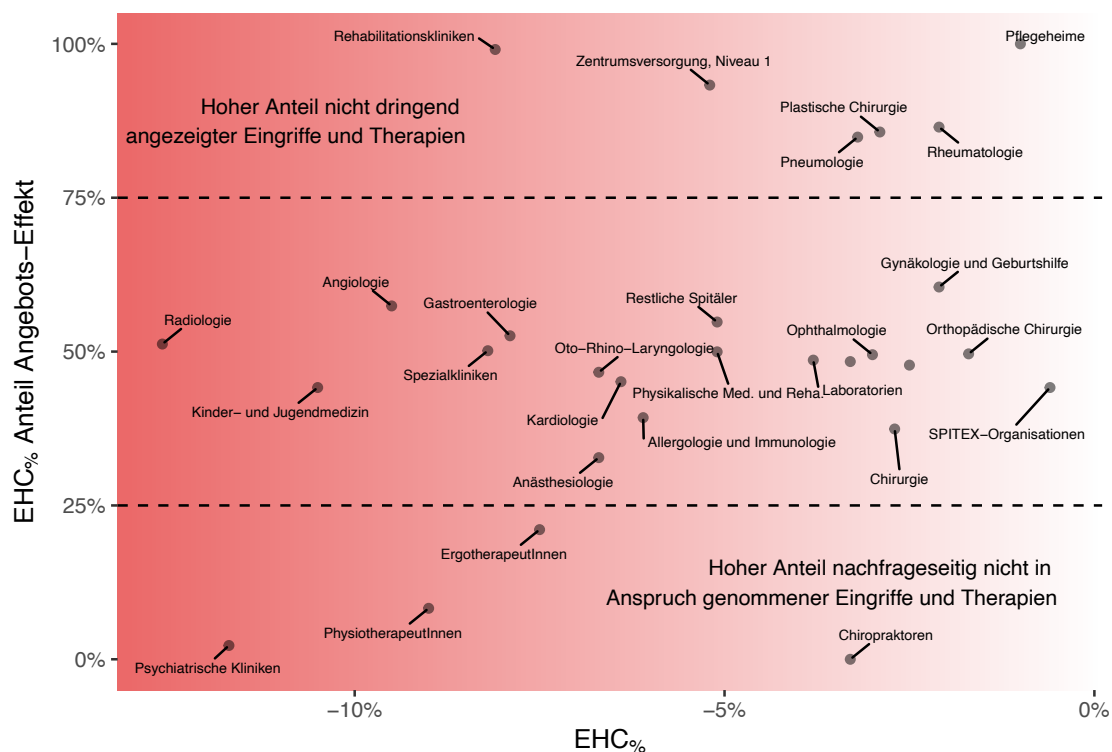 100%
75%
50%
25%
0%
EHC% Anteil Angebots−Effekt
Rehabilitationskliniken
Pflegeheime
Zentrumsversorgung, Niveau 1
Hoher Anteil nicht dringend
angezeigter Eingriffe und Therapien
Plastische Chirurgie
Pneumologie
Rheumatologie
Gynäkologie und Geburtshilfe
Angiologie
Gastroenterologie
Restliche Spitäler
Radiologie
Ophthalmologie
Orthopädische Chirurgie
Oto−Rhino−Laryngologie
Spezialkliniken
Physikalische Med. und Reha.
Laboratorien
Kinder− und Jugendmedizin
Kardiologie
Allergologie und Immunologie
SPITEX−Organisationen
Anästhesiologie
Chirurgie
ErgotherapeutInnen
Hoher Anteil nachfrageseitig nicht in
Anspruch genommener Eingriffe und Therapien
PhysiotherapeutInnen
Chiropraktoren
Psychiatrische Kliniken
−10%
−5%
0%
EHC%